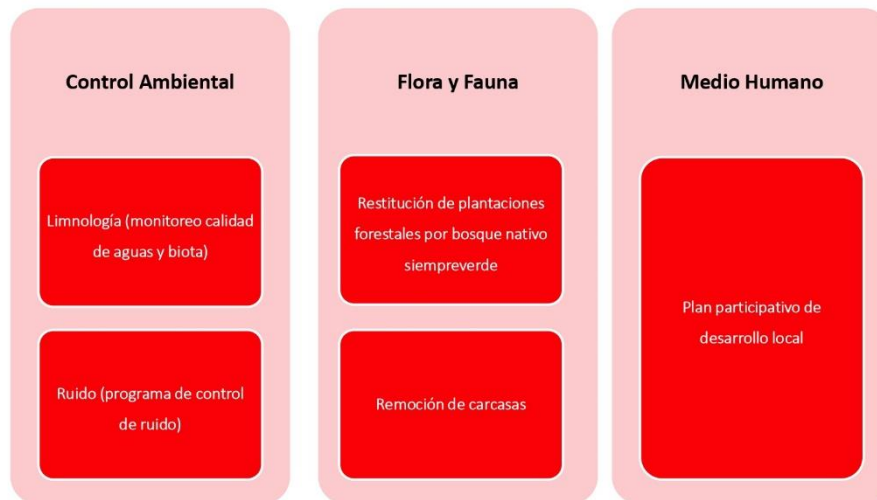 Control Ambiental
Limnología (monitoreo calidad
de aguas y biota)
Ruido (programa de control
de ruido)
Flora y Fauna
Restitución de plantaciones
forestales por bosque nativo
siempreverde
Remoción de carcasas
Medio Humano
Plan participativo de
desarrollo local